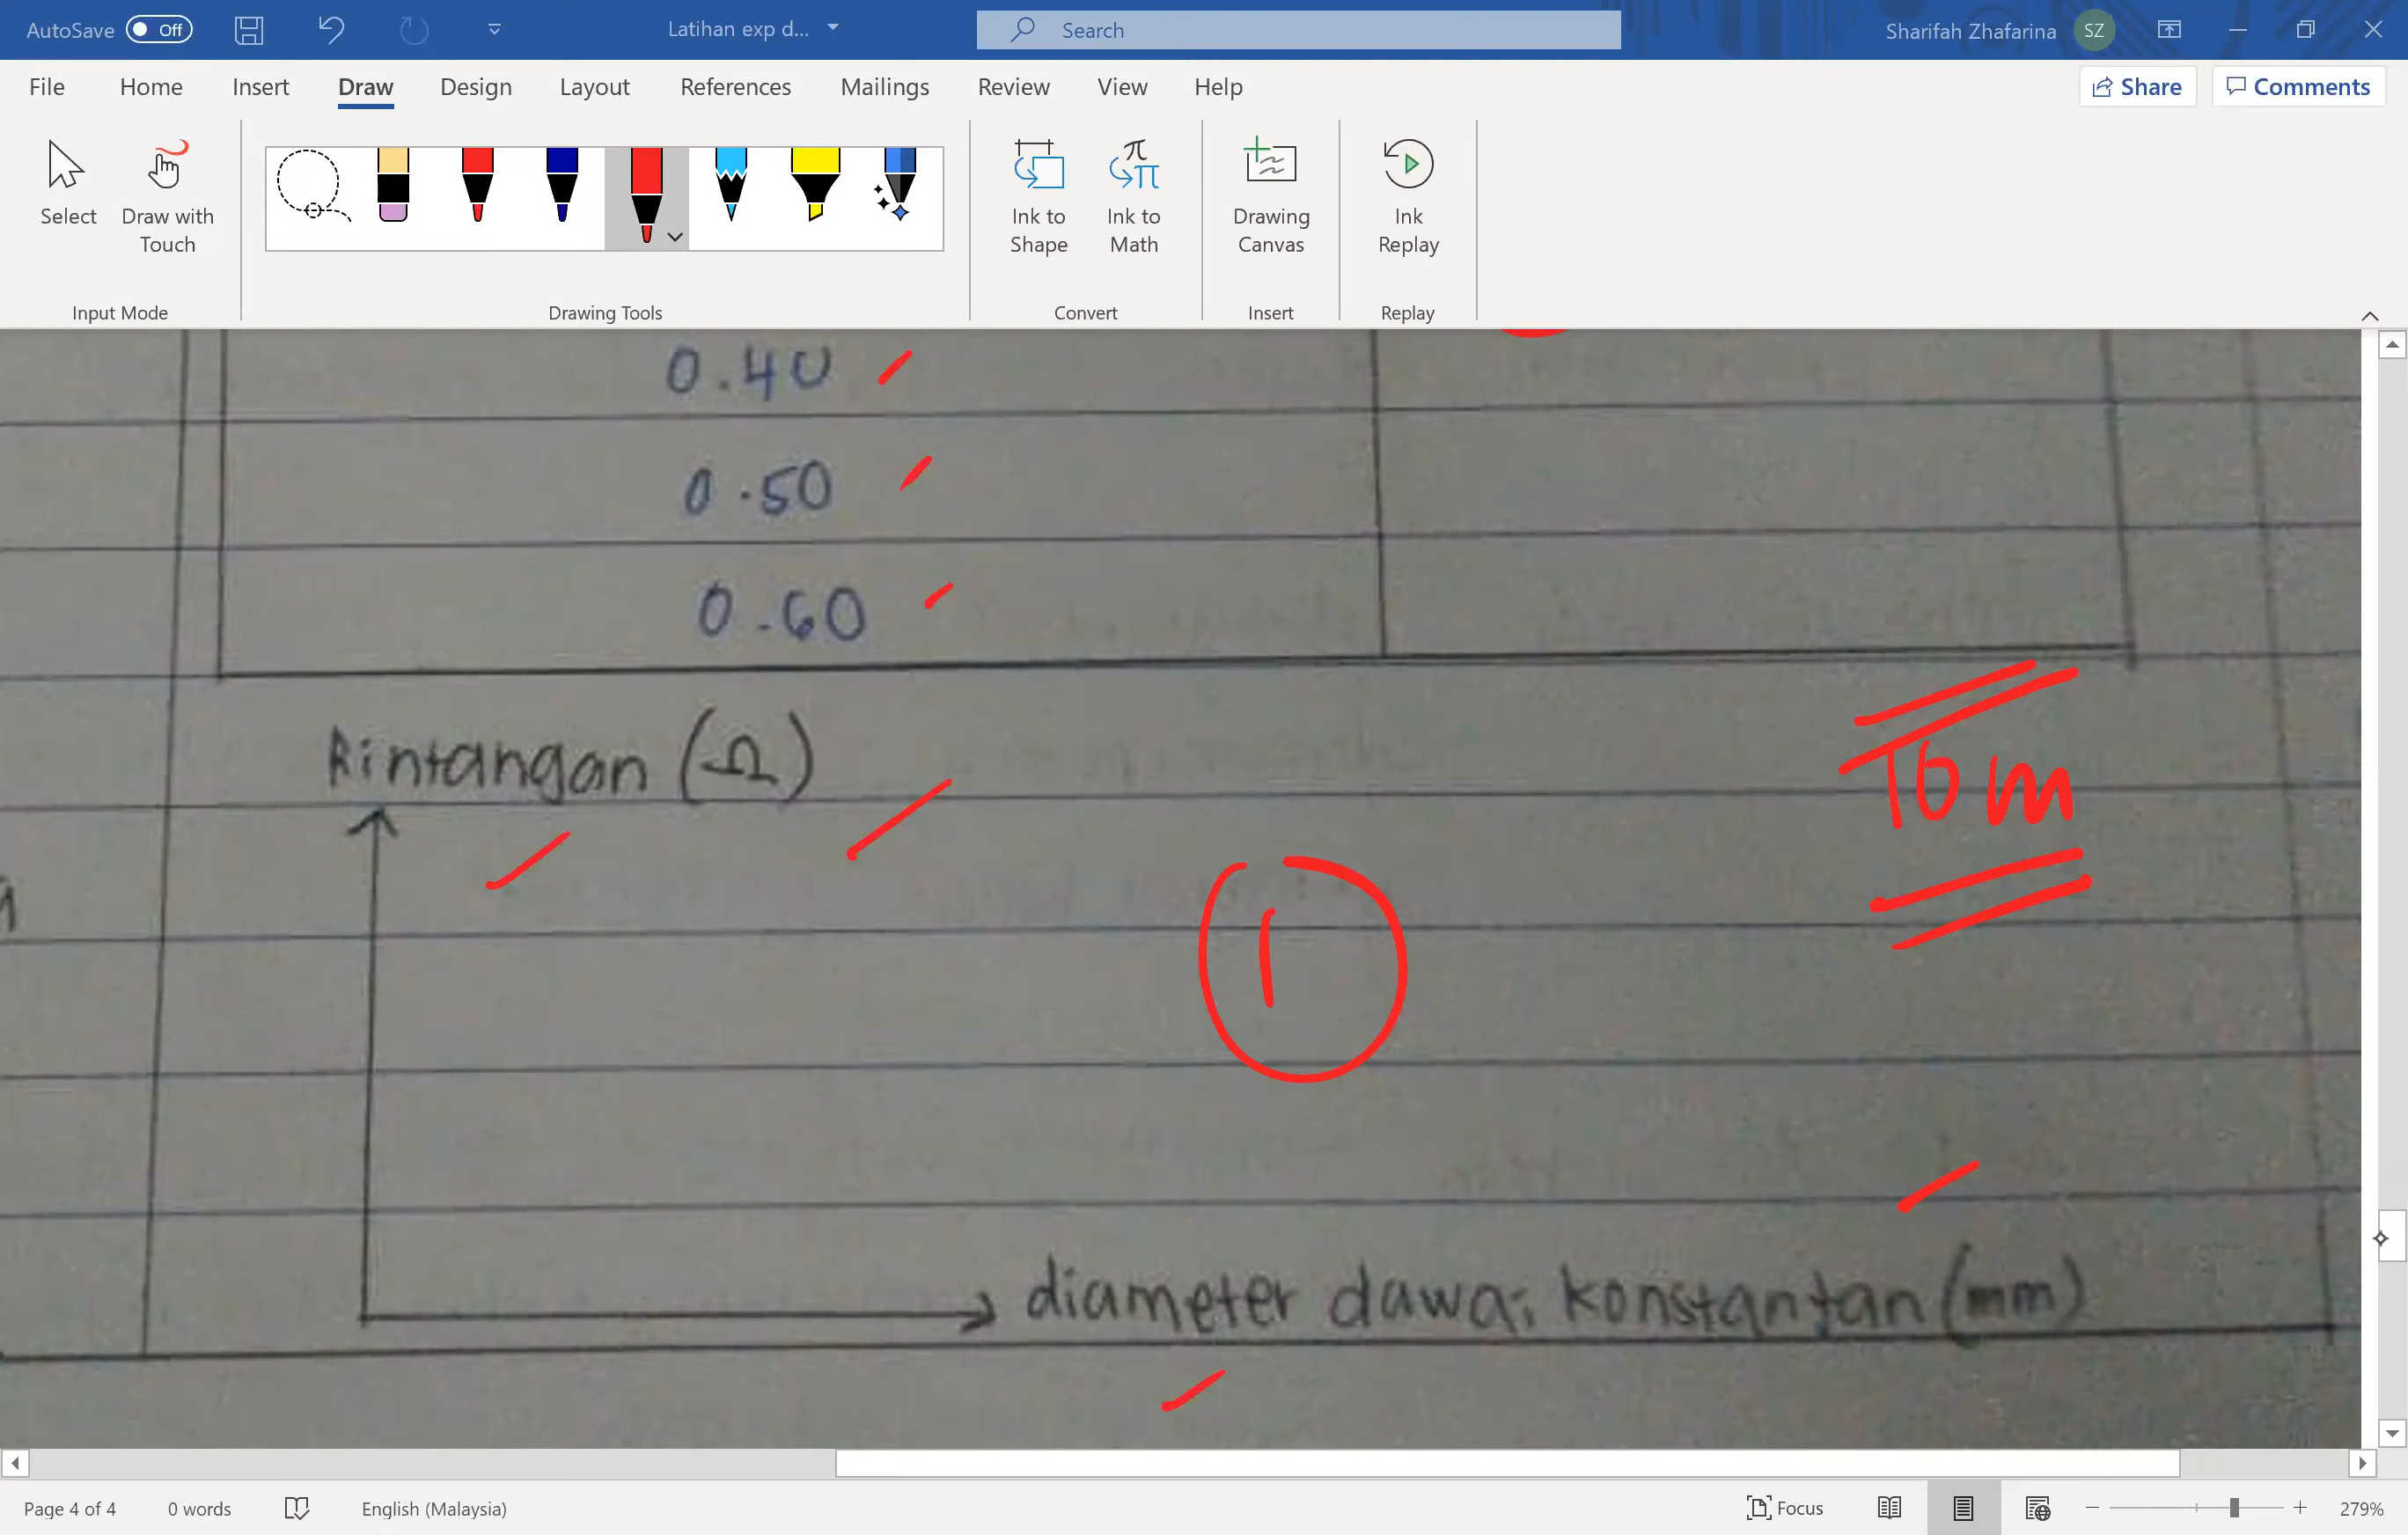 AutoSave Off Latihan exp d... Search Sharifah Zhafarina SZ
File Home Insert Draw Design Layout References Mailings Review View Help Share Comments
Select
Draw with
Touch
Ink to
Shape
Ink to
Math
Drawing
Canvas
Ink
Replay
Input Mode Drawing Tools Convert Insert Replay
0.40
0.50
0.60
Rintangan (Ω)
1
diameter dawai konstantan (mm)
Page 4 of 4 0 words English (Malaysia) Focus 279%